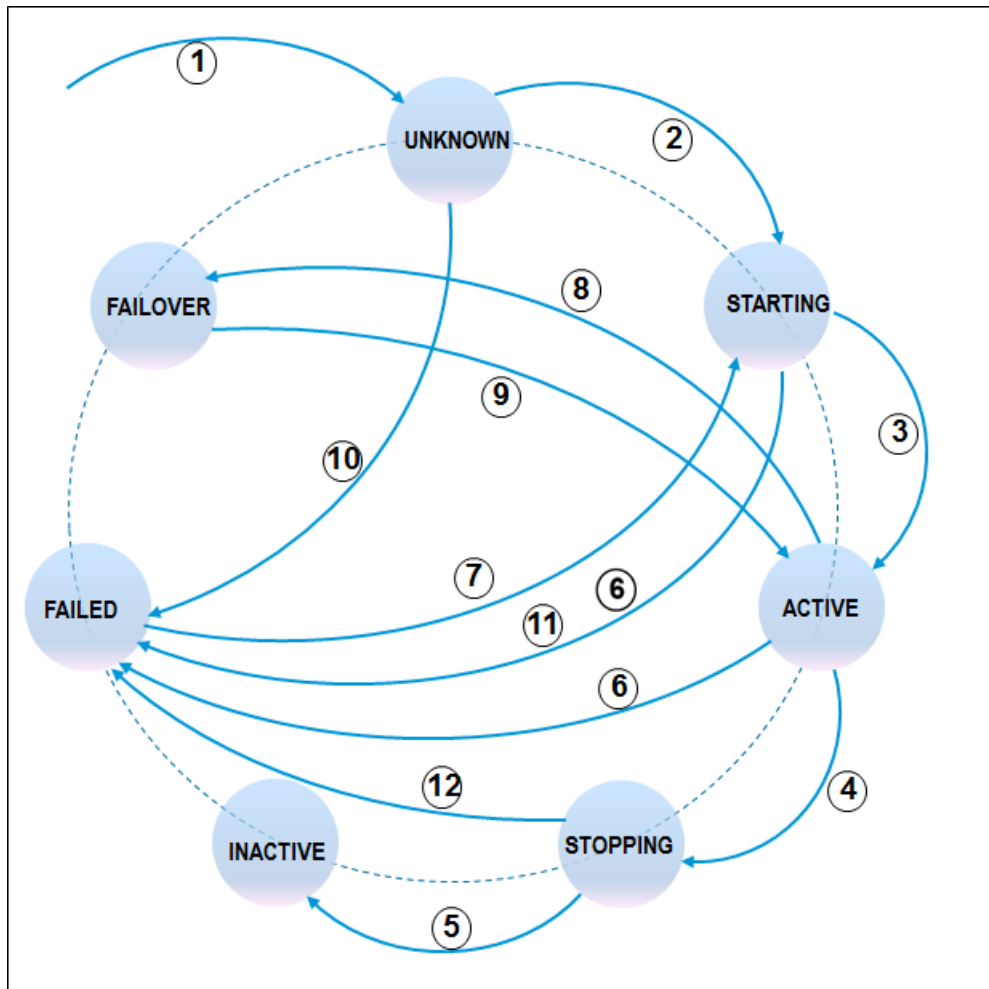 1
UNKNOWN
2
FAILOVER
8
STARTING
9
3
10
7
6
11
FAILED
ACTIVE
6
12
4
INACTIVE
STOPPING
5